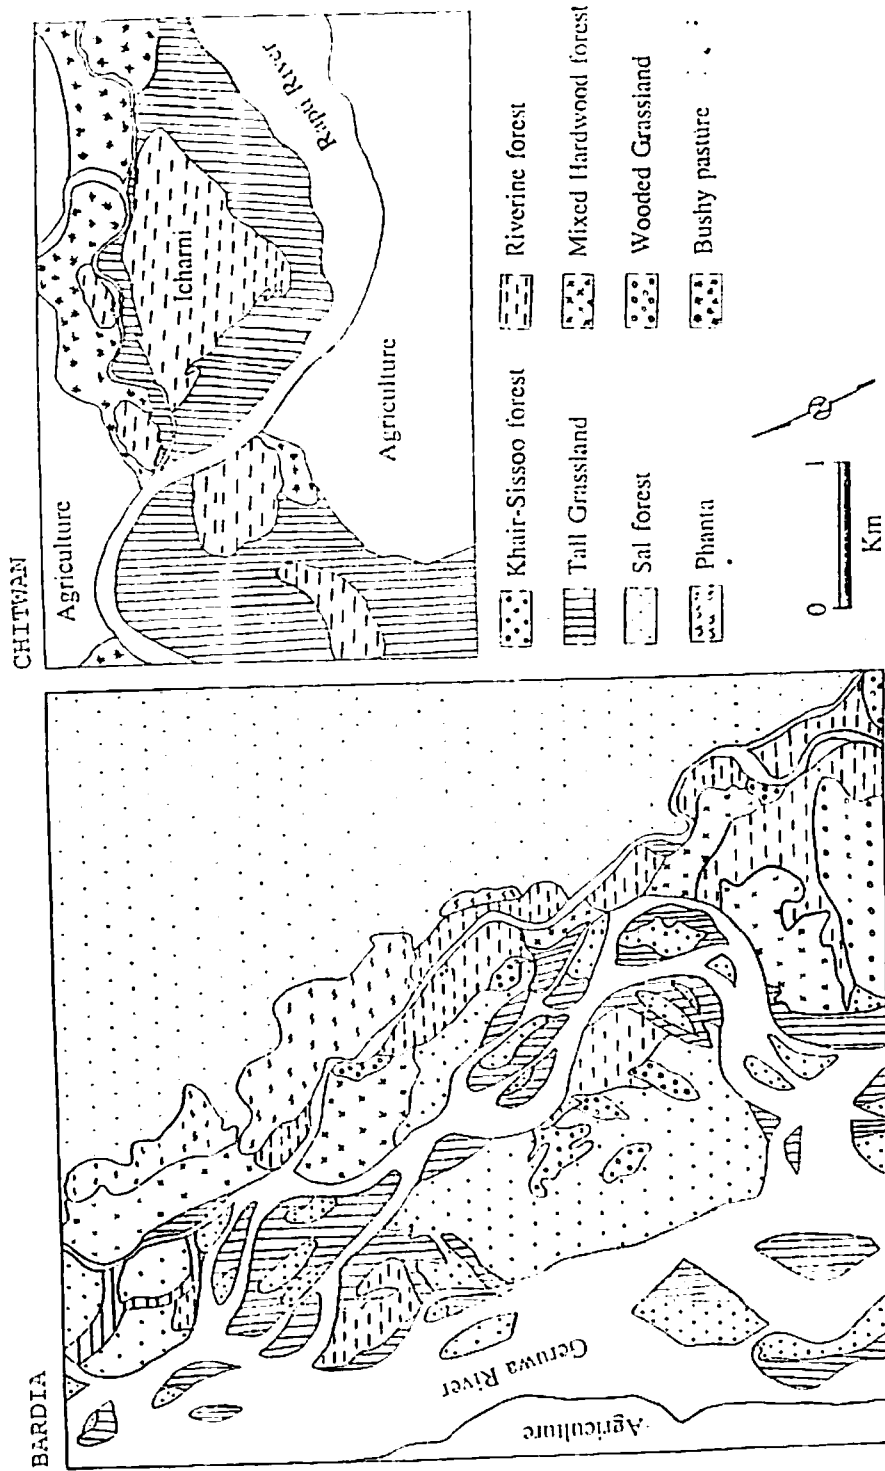 BARDIA
Geruwa River
Agriculture
CHITWAN
Agriculture
Icharni
Rapti River
Agriculture
Khair-Sissoo forest
Tall Grassland
Sal forest
Phanta
Riverine forest
Mixed Hardwood forest
Wooded Grassland
Bushy pasture
0 1
Km
N